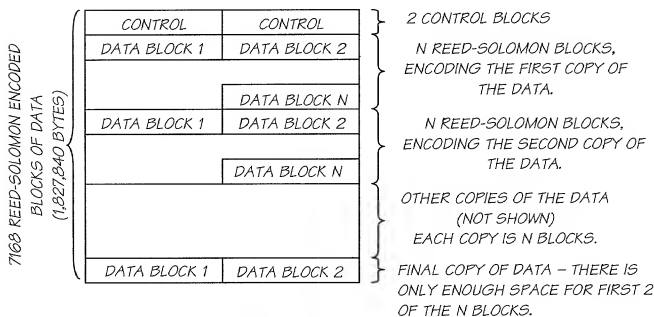 7168 REED-SOLOMON ENCODED
BLOCKS OF DATA
(1,827,840 BYTES)
CONTROL CONTROL
DATA BLOCK 1 DATA BLOCK 2
DATA BLOCK N
DATA BLOCK 1 DATA BLOCK 2
DATA BLOCK N
DATA BLOCK 1 DATA BLOCK 2
2 CONTROL BLOCKS
N REED-SOLOMON BLOCKS,
ENCODING THE FIRST COPY OF
THE DATA.
N REED-SOLOMON BLOCKS,
ENCODING THE SECOND COPY OF
THE DATA.
OTHER COPIES OF THE DATA
(NOT SHOWN)
EACH COPY IS N BLOCKS.
FINAL COPY OF DATA – THERE IS
ONLY ENOUGH SPACE FOR FIRST 2
OF THE N BLOCKS.